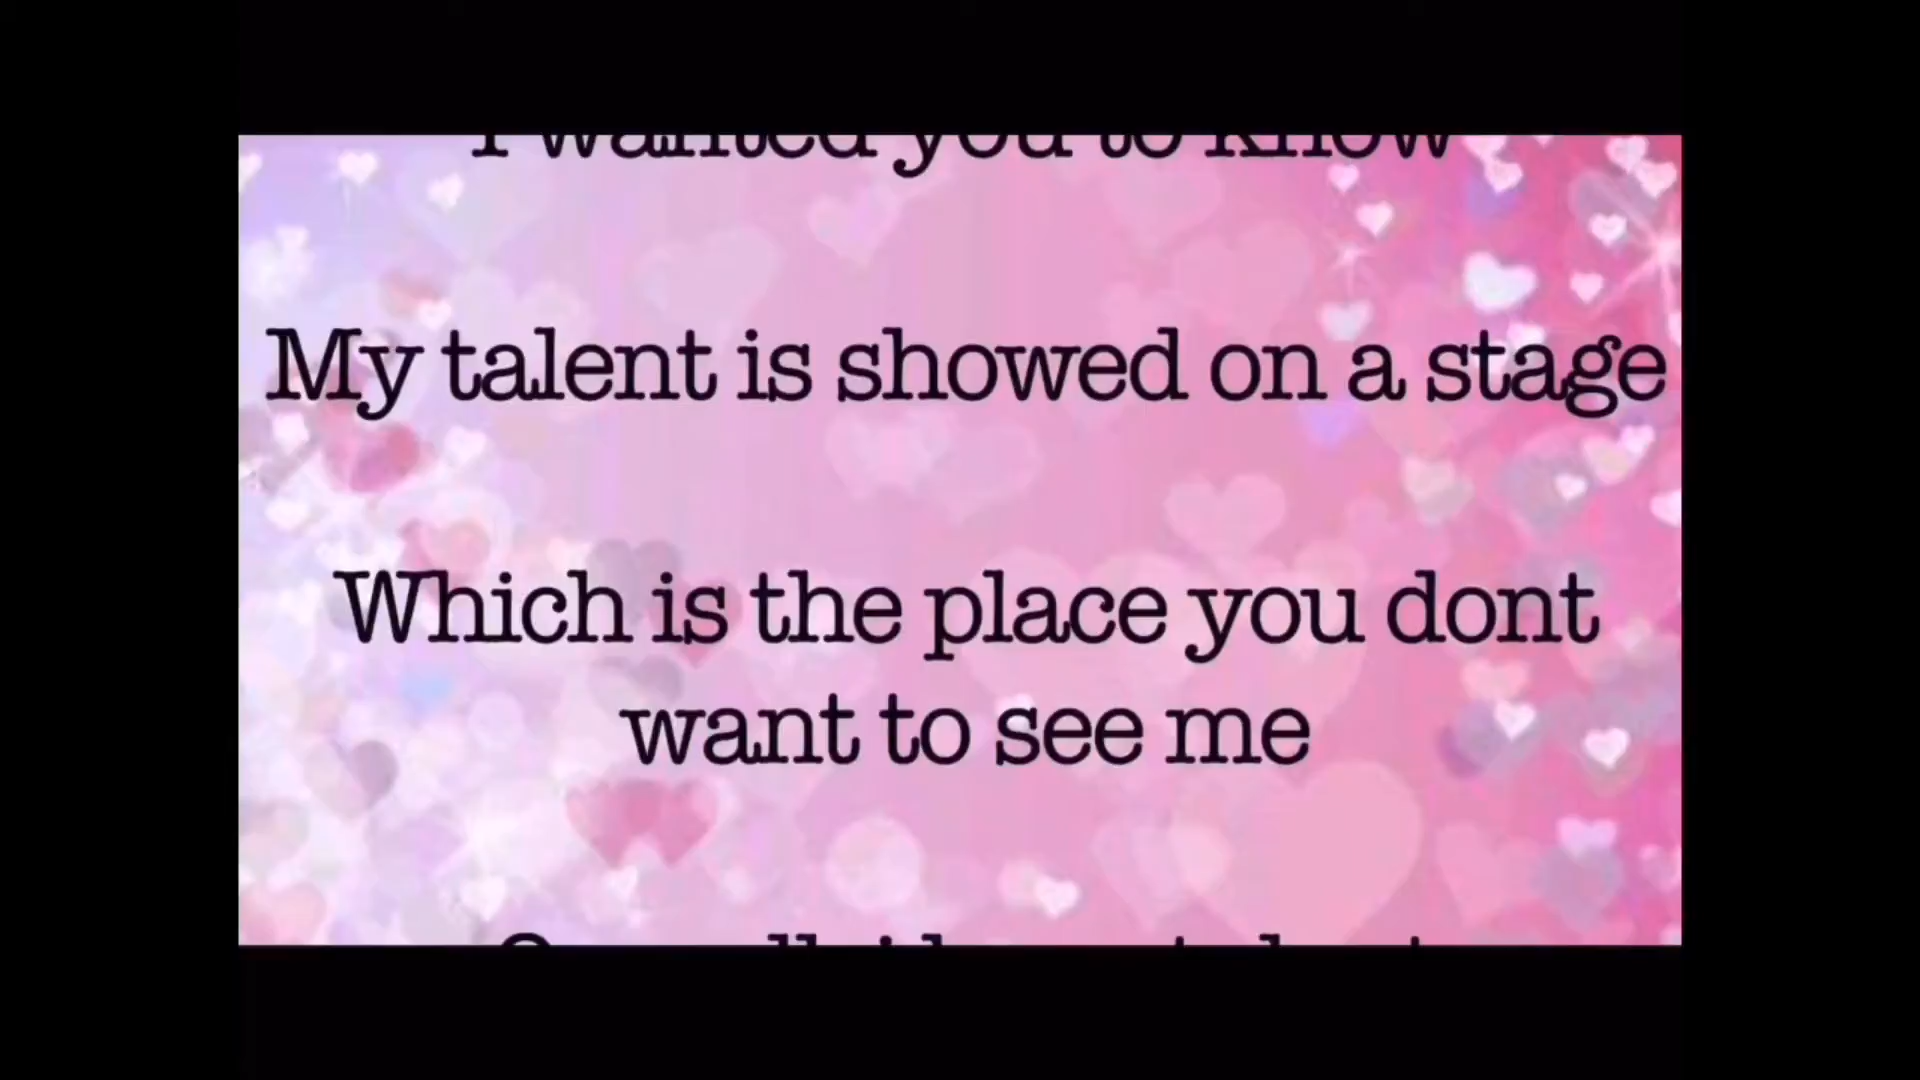 I wanted you to know
My talent is showed on a stage
Which is the place you dont
want to see me